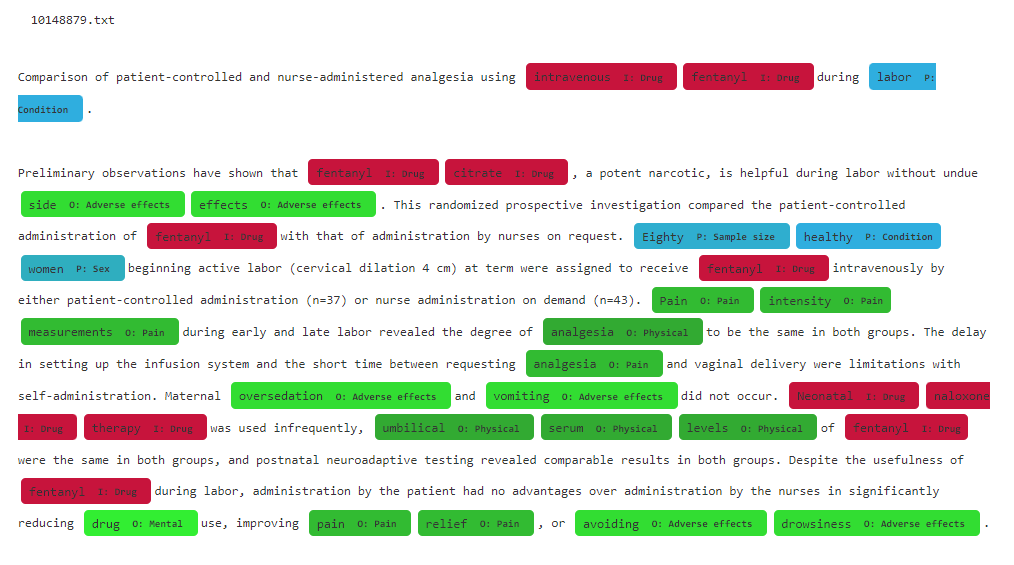 10148879.txt
Comparison of patient-controlled and nurse-administered analgesia using intravenous I: Drug fentanyl I: Drug during labor P:
Condition .
Preliminary observations have shown that fentanyl I: Drug citrate I: Drug , a potent narcotic, is helpful during labor without undue
side O: Adverse effects effects O: Adverse effects . This randomized prospective investigation compared the patient-controlled
administration of fentanyl I: Drug with that of administration by nurses on request. Eighty P: Sample size healthy P: Condition
women P: Sex beginning active labor (cervical dilation 4 cm) at term were assigned to receive fentanyl I: Drug intravenously by
either patient-controlled administration (n=37) or nurse administration on demand (n=43). Pain O: Pain intensity O: Pain
measurements O: Pain during early and late labor revealed the degree of analgesia O: Physical to be the same in both groups. The delay
in setting up the infusion system and the short time between requesting analgesia O: Pain and vaginal delivery were limitations with
self-administration. Maternal oversedation O: Adverse effects and vomiting O: Adverse effects did not occur. Neonatal I: Drug naloxone
I: Drug therapy I: Drug was used infrequently, umbilical O: Physical serum O: Physical levels O: Physical of fentanyl I: Drug
were the same in both groups, and postnatal neuroadaptive testing revealed comparable results in both groups. Despite the usefulness of
fentanyl I: Drug during labor, administration by the patient had no advantages over administration by the nurses in significantly
reducing drug O: Mental use, improving pain O: Pain relief O: Pain , or avoiding O: Adverse effects drowsiness O: Adverse effects .